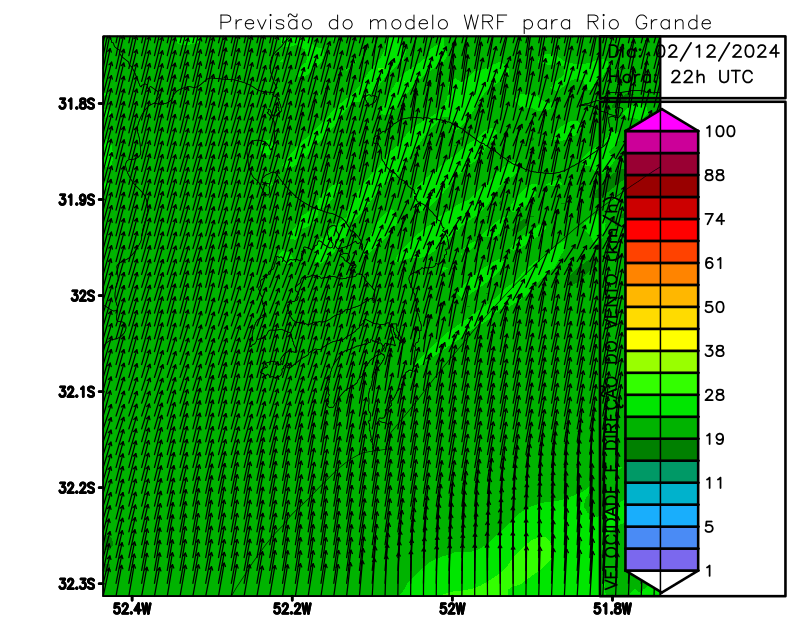 Previsão do modelo WRF para Rio Grande
Dia: 02/12/2024
Hora: 22h UTC
31.8S
31.9S
32S
32.1S
32.2S
32.3S
52.4W
52.2W
52W
51.8W
VELOCIDADE E DIREÇÃO DO VENTO (KM/H)
100
88
74
61
50
38
28
19
11
5
1